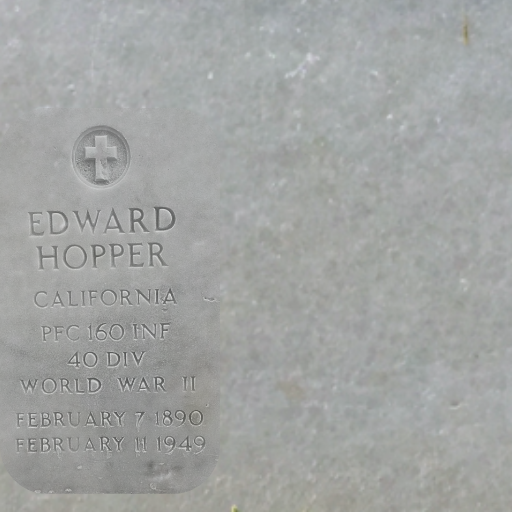 EDWARD
HOPPER
CALIFORNIA
PFC 160 INF
40 DIV
WORLD WAR II
FEBRUARY 7 1890
FEBRUARY 11 1949